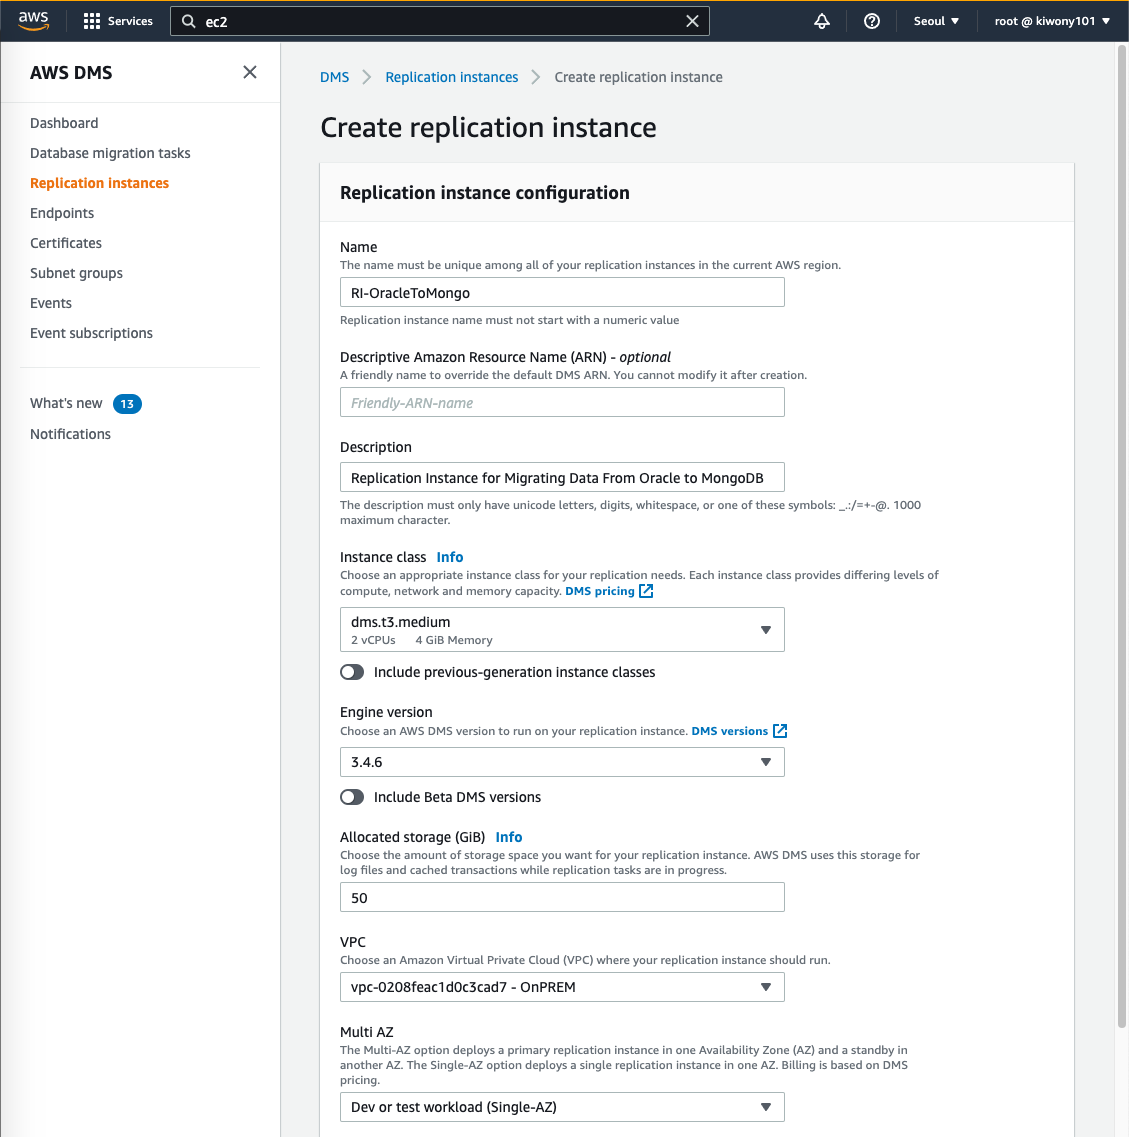 aws
Services
ec2
Seoul ▼
root @ kiwony101 ▼
AWS DMS
Dashboard
Database migration tasks
Replication instances
Endpoints
Certificates
Subnet groups
Events
Event subscriptions
What's new 13
Notifications
DMS > Replication instances > Create replication instance
Create replication instance
Replication instance configuration
Name
The name must be unique among all of your replication instances in the current AWS region.
RI-OracleToMongo
Replication instance name must not start with a numeric value
Descriptive Amazon Resource Name (ARN) - optional
A friendly name to override the default DMS ARN. You cannot modify it after creation.
Friendly-ARN-name
Description
Replication Instance for Migrating Data From Oracle to MongoDB
The description must only have unicode letters, digits, whitespace, or one of these symbols: _.:/=+-@. 1000
maximum character.
Instance class Info
Choose an appropriate instance class for your replication needs. Each instance class provides differing levels of
compute, network and memory capacity. DMS pricing
dms.t3.medium
2 vCPUs 4 GiB Memory
Include previous-generation instance classes
Engine version
Choose an AWS DMS version to run on your replication instance. DMS versions
3.4.6
Include Beta DMS versions
Allocated storage (GiB) Info
Choose the amount of storage space you want for your replication instance. AWS DMS uses this storage for
log files and cached transactions while replication tasks are in progress.
50
VPC
Choose an Amazon Virtual Private Cloud (VPC) where your replication instance should run.
vpc-0208feac1d0c3cad7 - OnPREM
Multi AZ
The Multi-AZ option deploys a primary replication instance in one Availability Zone (AZ) and a standby in
another AZ. The Single-AZ option deploys a single replication instance in one AZ. Billing is based on DMS
pricing.
Dev or test workload (Single-AZ)